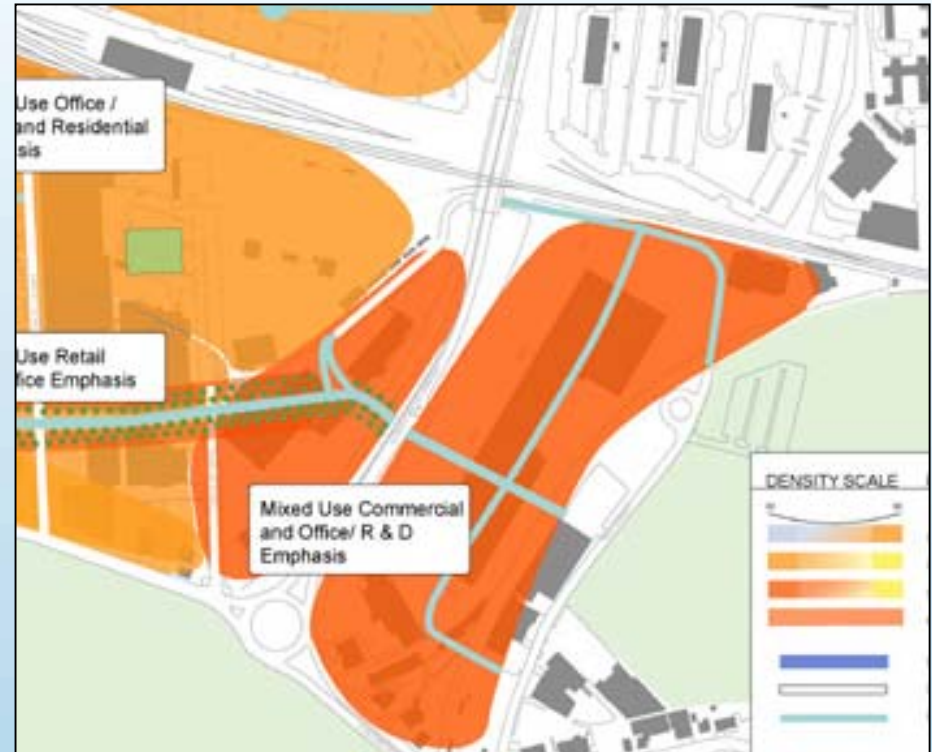 Use Office /
and Residential
sis
Use Retail
fice Emphasis
Mixed Use Commercial
and Office/ R & D
Emphasis
DENSITY SCALE